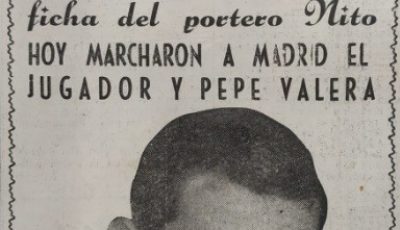 ficha del portero Nito
HOY MARCHARON A MADRID EL
JUGADOR Y PEPE VALERA